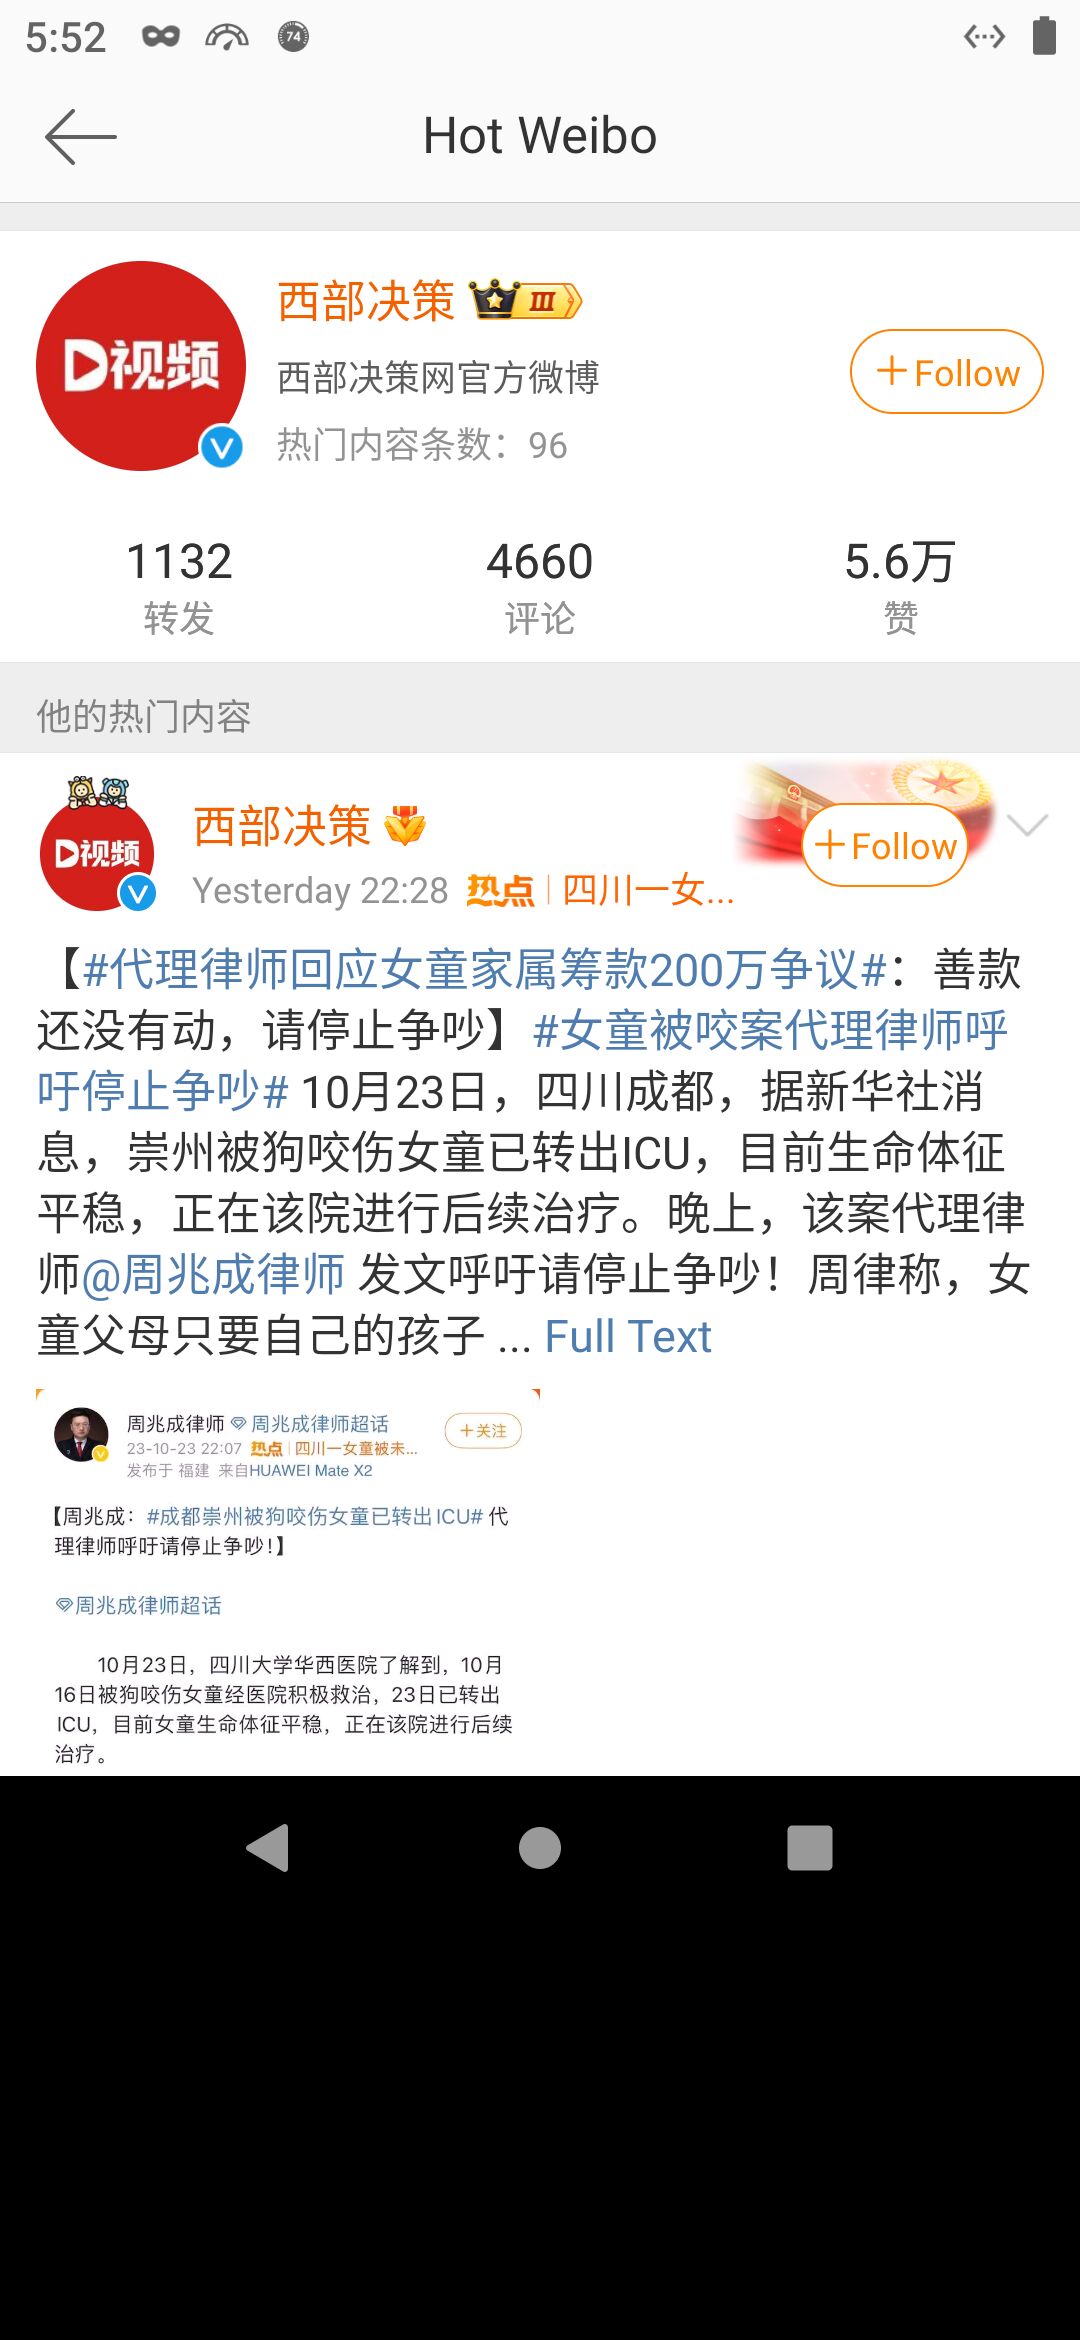 5:52
74
Hot Weibo
西部决策
III
D视频
西部决策网官方微博
+Follow
热门内容条数：96
1132
4660
5.6万
转发
评论
赞
他的热门内容
西部决策
D视频
+Follow
Yesterday 22:28 热点 四川一女...
【#代理律师回应女童家属筹款200万争议#：善款
还没有动，请停止争吵】#女童被咬案代理律师呼
吁停止争吵# 10月23日，四川成都，据新华社消
息，崇州被狗咬伤女童已转出ICU，目前生命体征
平稳，正在该院进行后续治疗。晚上，该案代理律
师@周兆成律师 发文呼吁请停止争吵！周律称，女
童父母只要自己的孩子 ... Full Text
周兆成律师 周兆成律师超话
+关注
23-10-23 22:07 热点 四川一女童被未...
发布于 福建 来自HUAWEI Mate X2
【周兆成：#成都崇州被狗咬伤女童已转出ICU# 代
理律师呼吁请停止争吵！】
周兆成律师超话
10月23日，四川大学华西医院了解到，10月
16日被狗咬伤女童经医院积极救治，23日已转出
ICU，目前女童生命体征平稳，正在该院进行后续
治疗。